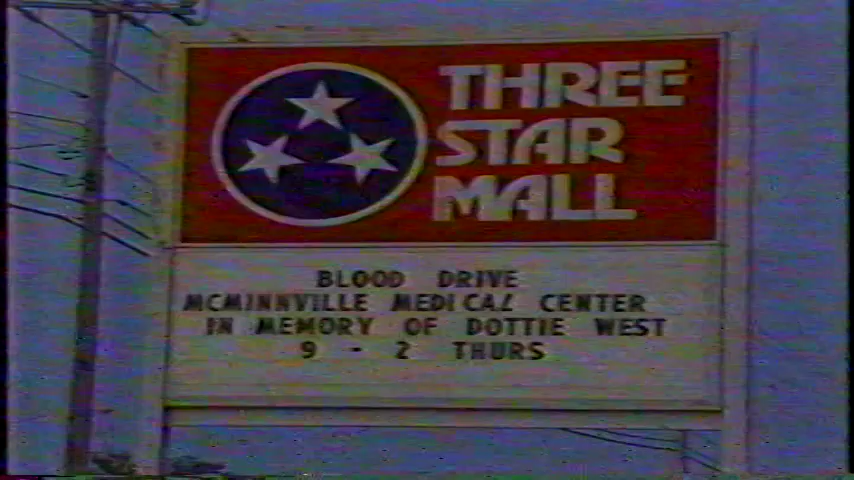 THREE
STAR
MALL
BLOOD DRIVE
MCMINNVILLE MEDICAL CENTER
IN MEMORY OF DOTTIE WEST
9 - 2 THURS